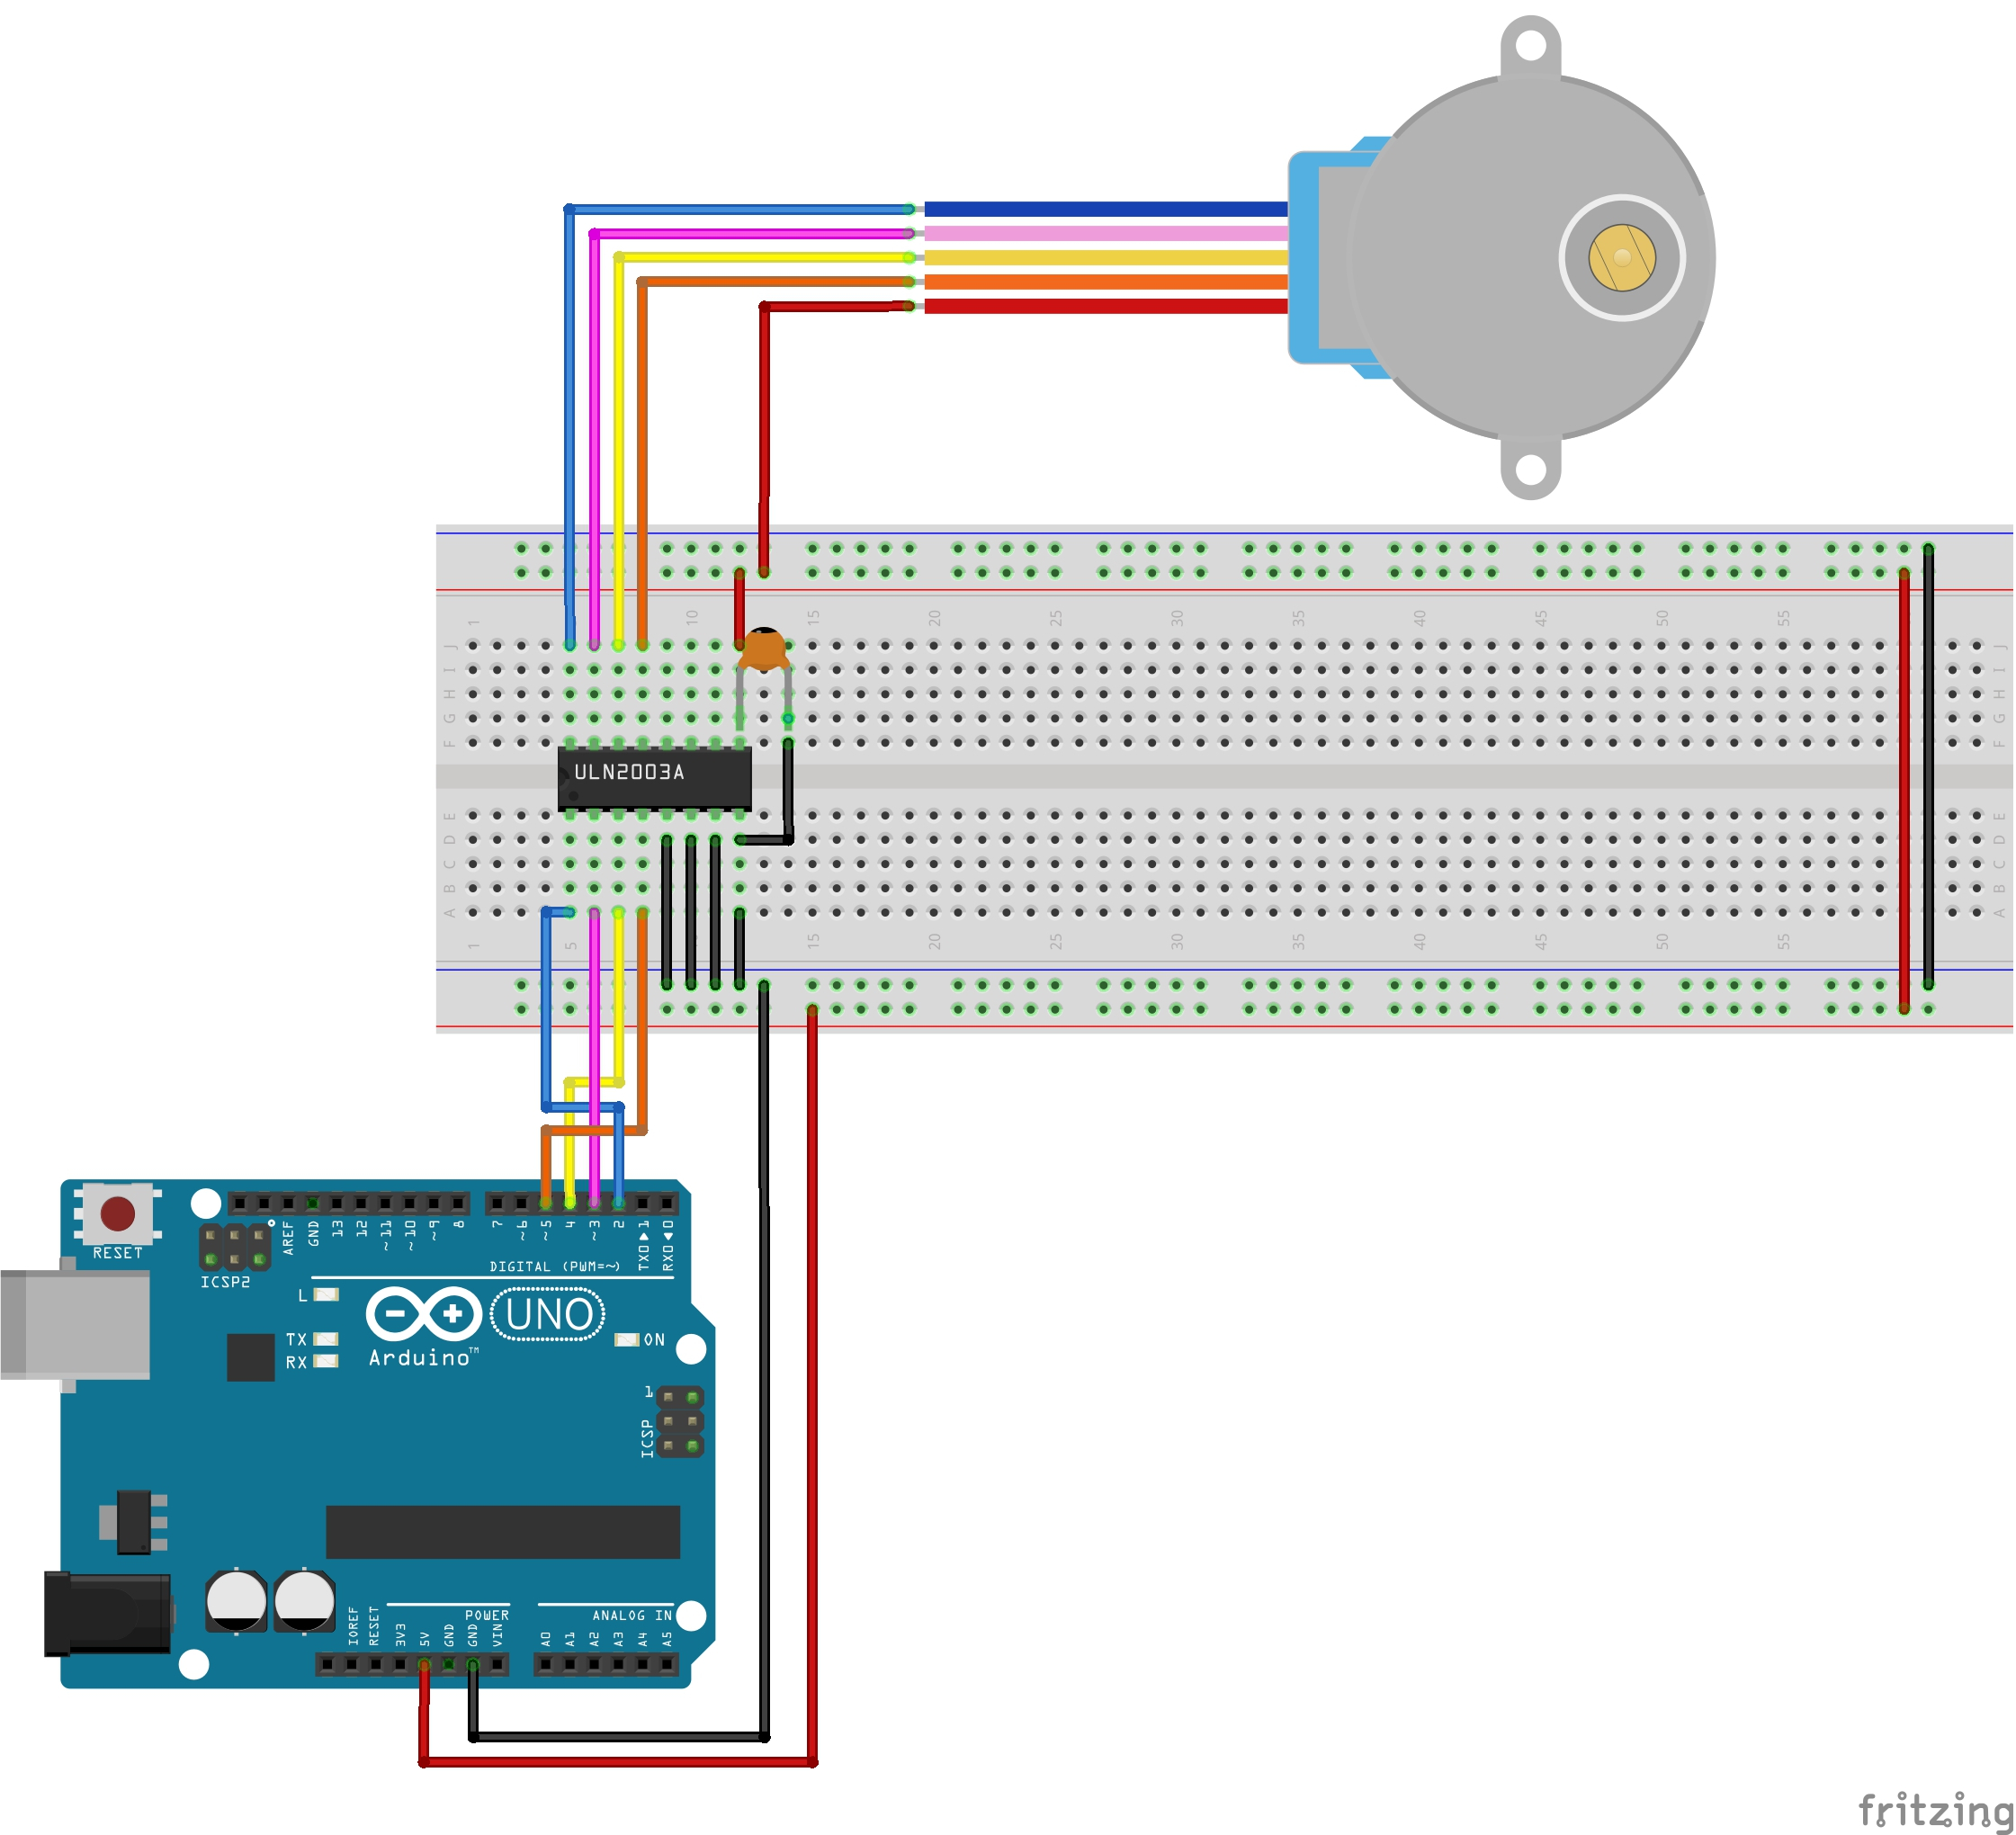 1 10 15 20 25 30 35 40 45 50 55
J J
I I
H H
G G
F F
ULN2003A
E E
D D
C C
B B
A A
1 5 15 20 25 30 35 40 45 50 55
RESET
ICSP2
AREF GND 13 12 ~11 ~10 ~9 8 7 ~6 ~5 4 ~3 2 TX0▶1 RX0◀0
DIGITAL (PWM=~)
L
TX
RX
UNO
Arduino™
ON
1
ICSP
POWER
ANALOG IN
IOREF RESET 3V3 5V GND GND VIN A0 A1 A2 A3 A4 A5
fritzing